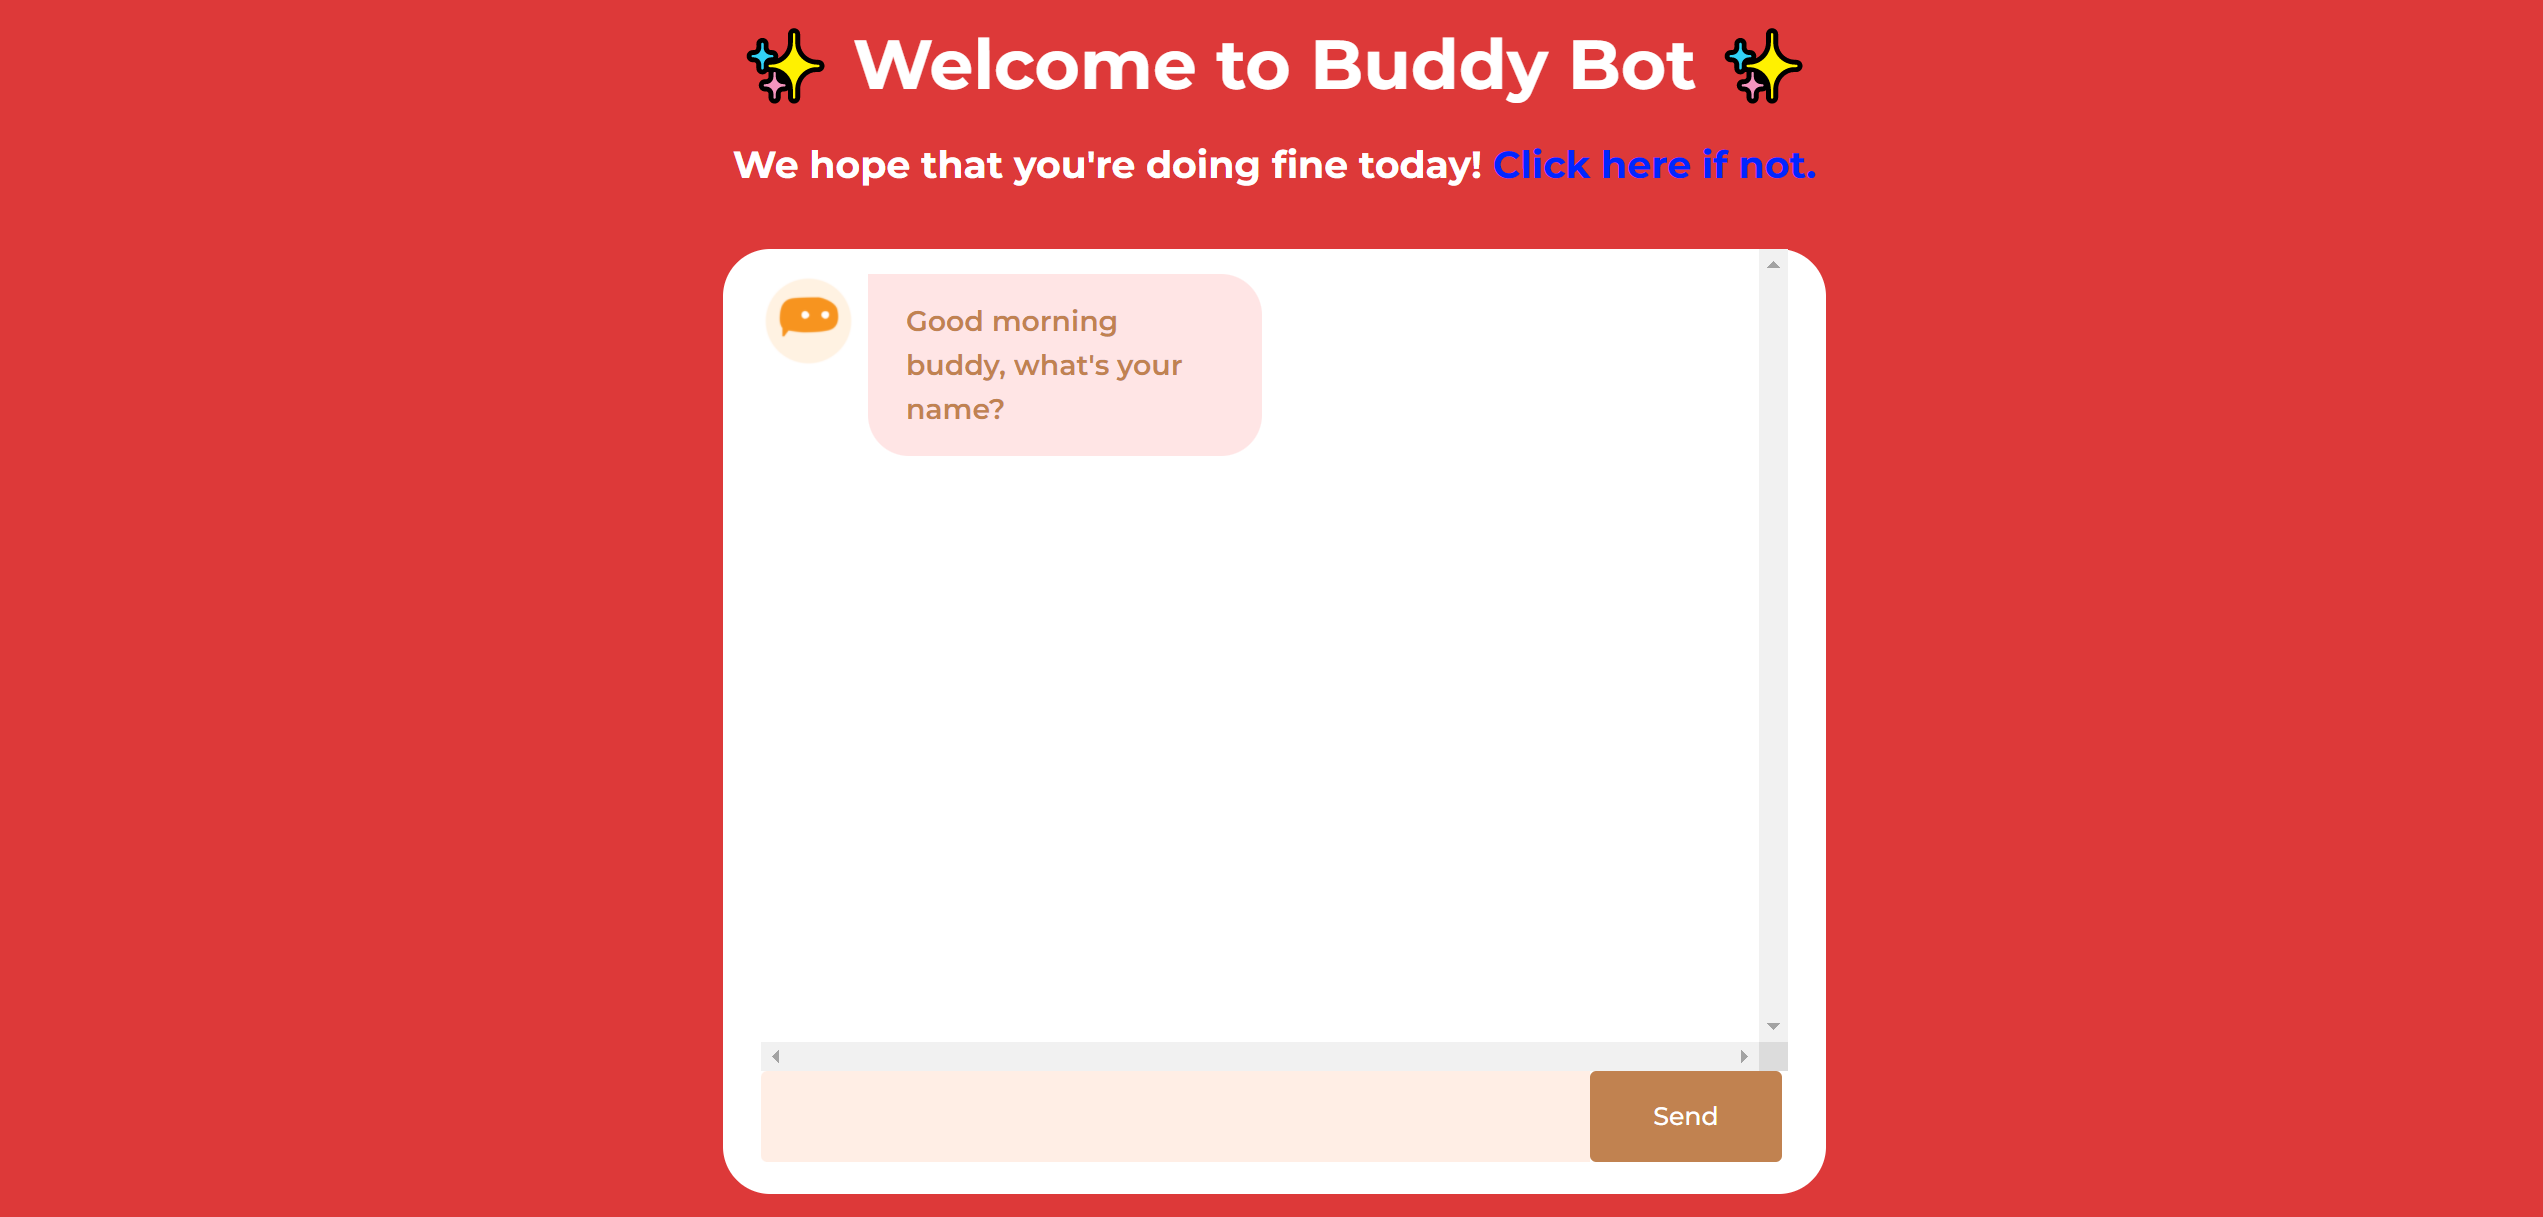 ✨ Welcome to Buddy Bot ✨
We hope that you're doing fine today! Click here if not.
Good morning
buddy, what's your
name?
Send